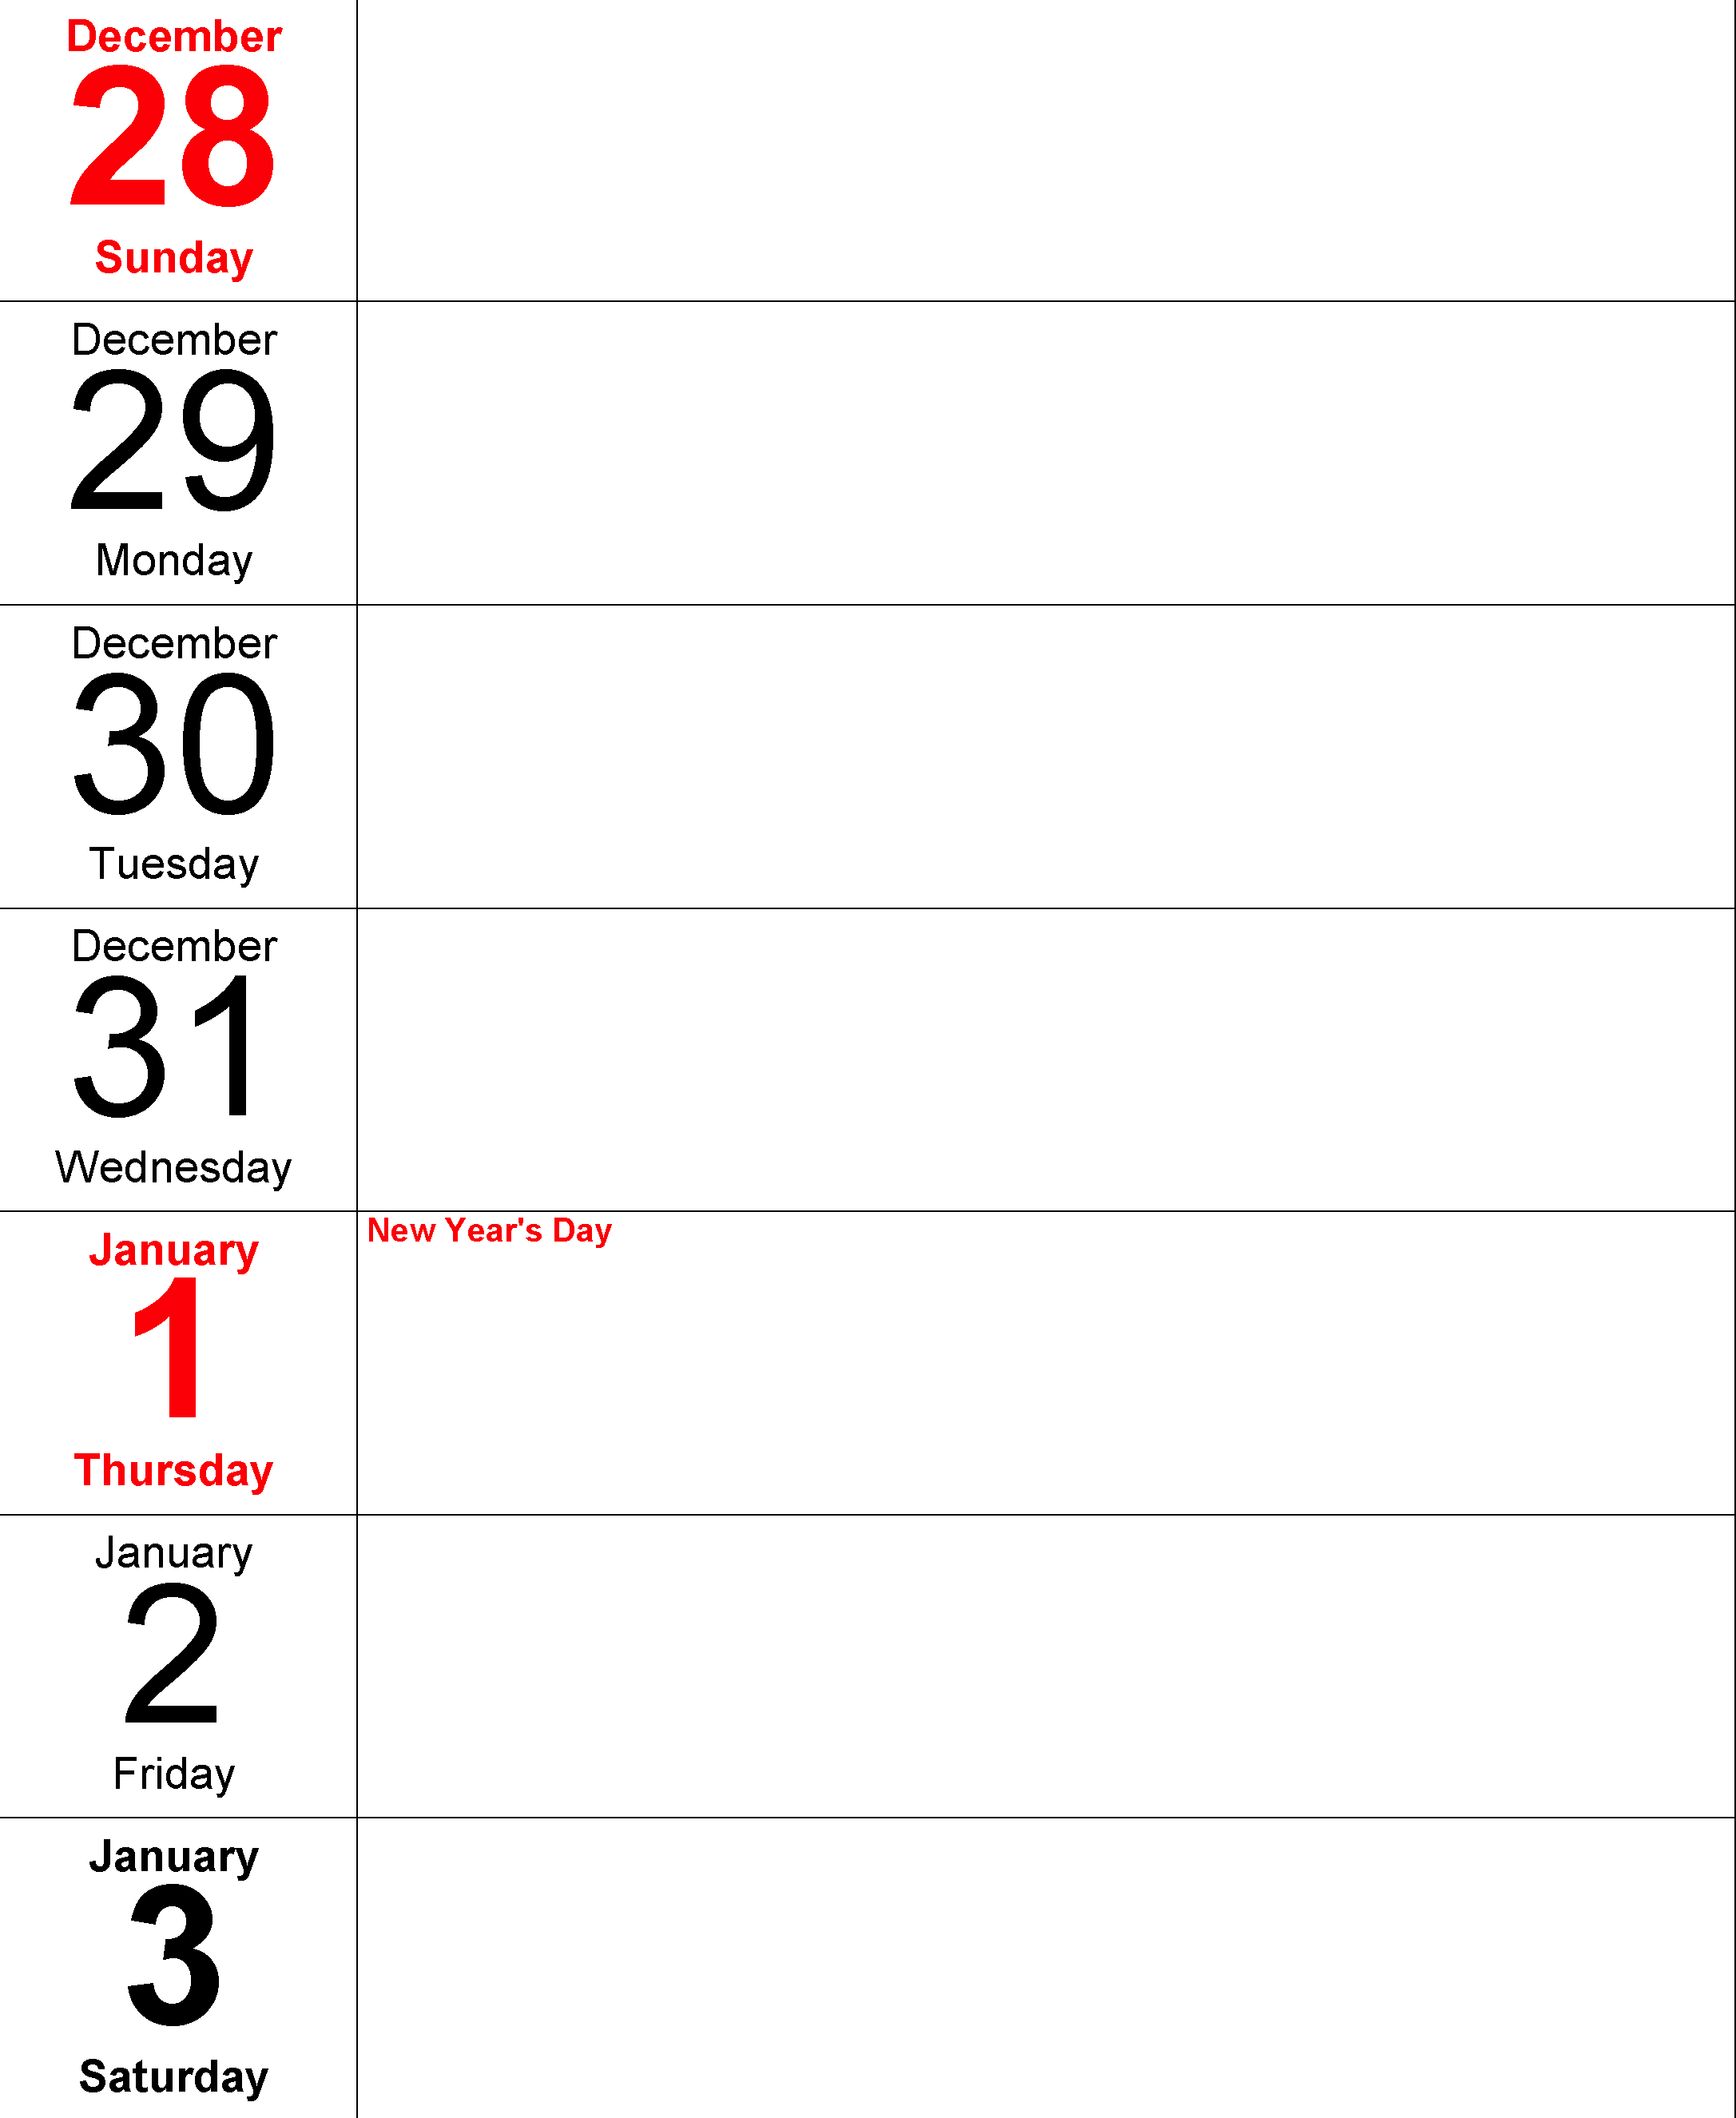 December
28
Sunday
December
29
Monday
December
30
Tuesday
December
31
Wednesday
January
1
Thursday
New Year's Day
January
2
Friday
January
3
Saturday